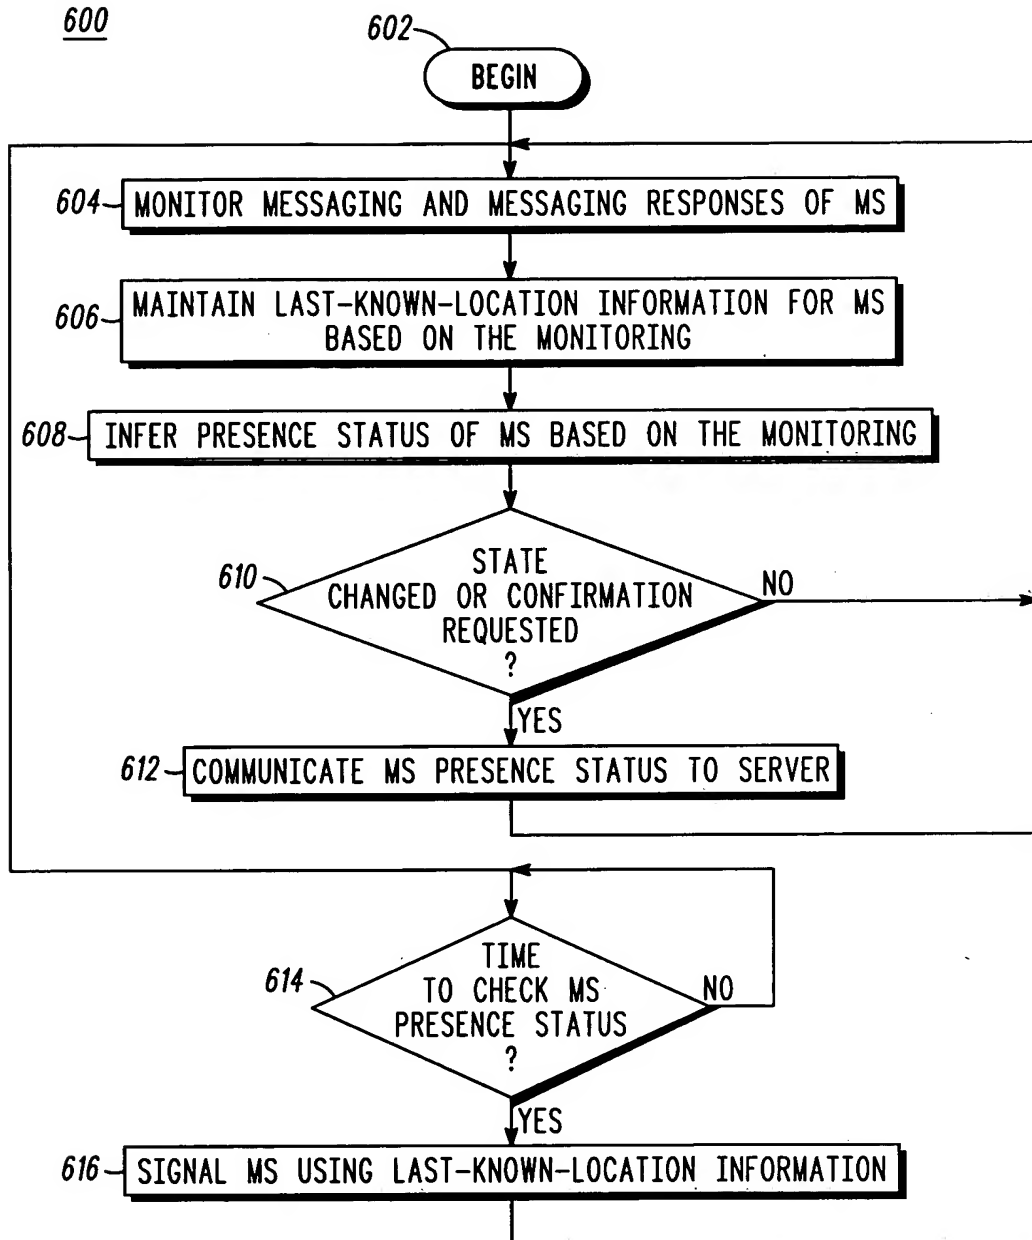 600
602
BEGIN
604
MONITOR MESSAGING AND MESSAGING RESPONSES OF MS
606
MAINTAIN LAST-KNOWN-LOCATION INFORMATION FOR MS
BASED ON THE MONITORING
608
INFER PRESENCE STATUS OF MS BASED ON THE MONITORING
610
STATE
CHANGED OR CONFIRMATION
REQUESTED
?
NO
YES
612
COMMUNICATE MS PRESENCE STATUS TO SERVER
614
TIME
TO CHECK MS
PRESENCE STATUS
?
NO
YES
616
SIGNAL MS USING LAST-KNOWN-LOCATION INFORMATION